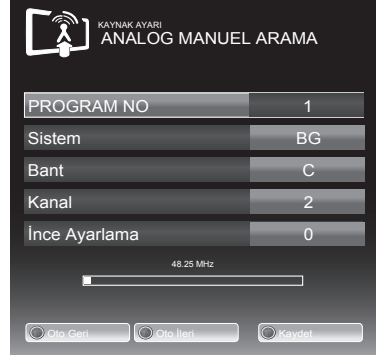 KAYNAK AYARI
ANALOG MANUEL ARAMA
PROGRAM NO 1
Sistem BG
Bant C
Kanal 2
İnce Ayarlama 0
48.25 MHz
Oto Geri Oto İleri Kaydet